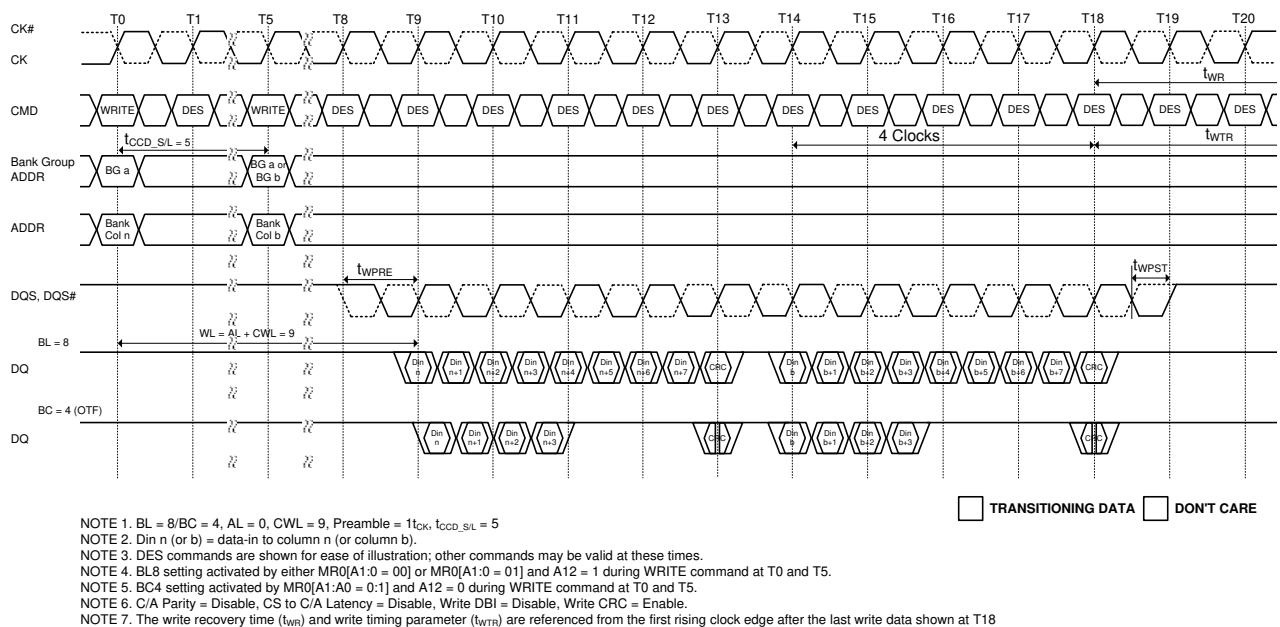 T0 T1 T5 T8 T9 T10 T11 T12 T13 T14 T15 T16 T17 T18 T19 T20
CK#
CK
tWR
CMD WRITE DES WRITE DES DES DES DES DES DES DES DES DES DES DES DES DES
tCCD_S/L = 5
4 Clocks
tWTR
Bank Group
ADDR
BG a
BG a or
BG b
ADDR
Bank
Col n
Bank
Col b
tWPRE
tWPST
DQS, DQS#
WL = AL + CWL = 9
BL = 8
DQ
Din n Din n+1 Din n+2 Din n+3 Din n+4 Din n+5 Din n+6 Din n+7 CRC Din b Din b+1 Din b+2 Din b+3 Din b+4 Din b+5 Din b+6 Din b+7 CRC
BC = 4 (OTF)
DQ
Din n Din n+1 Din n+2 Din n+3 CRC Din b Din b+1 Din b+2 Din b+3 CRC
TRANSITIONING DATA DON'T CARE
NOTE 1. BL = 8/BC = 4, AL = 0, CWL = 9, Preamble = 1tCK, tCCD_S/L = 5
NOTE 2. Din n (or b) = data-in to column n (or column b).
NOTE 3. DES commands are shown for ease of illustration; other commands may be valid at these times.
NOTE 4. BL8 setting activated by either MR0[A1:0 = 00] or MR0[A1:0 = 01] and A12 = 1 during WRITE command at T0 and T5.
NOTE 5. BC4 setting activated by MR0[A1:A0 = 0:1] and A12 = 0 during WRITE command at T0 and T5.
NOTE 6. C/A Parity = Disable, CS to C/A Latency = Disable, Write DBI = Disable, Write CRC = Enable.
NOTE 7. The write recovery time (tWR) and write timing parameter (tWTR) are referenced from the first rising clock edge after the last write data shown at T18